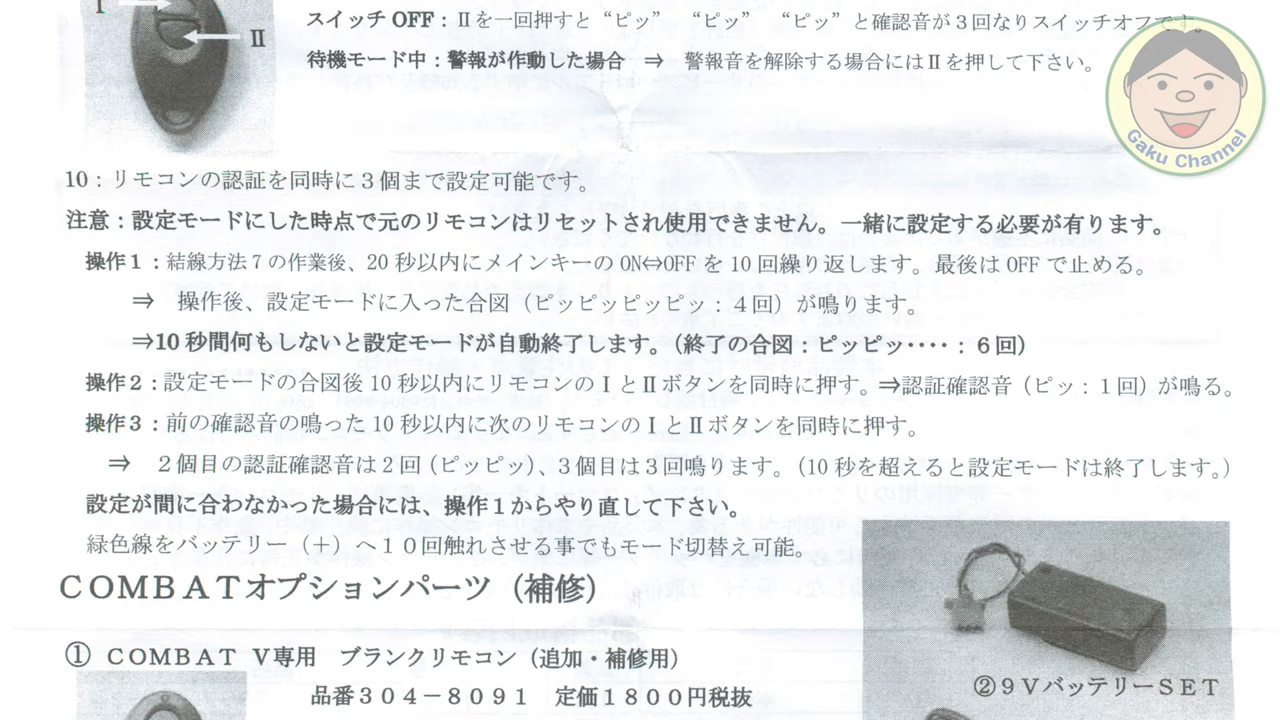 Ⅰ
Ⅱ
スイッチ OFF：Ⅱを一回押すと “ピッ” “ピッ” “ピッ” と確認音が３回なりスイッチオフです。
待機モード中：警報が作動した場合 ⇒ 警報音を解除する場合にはⅡを押して下さい。
Gaku Channel
10：リモコンの認証を同時に３個まで設定可能です。
注意：設定モードにした時点で元のリモコンはリセットされ使用できません。一緒に設定する必要が有ります。
操作１：結線方法７の作業後、20 秒以内にメインキーの ON⇔OFF を 10 回繰り返します。最後は OFF で止める。
⇒ 操作後、設定モードに入った合図（ピッピッピッピッ：４回）が鳴ります。
⇒10 秒間何もしないと設定モードが自動終了します。（終了の合図：ピッピッ････：６回）
操作２：設定モードの合図後 10 秒以内にリモコンのⅠとⅡボタンを同時に押す。⇒認証確認音（ピッ：１回）が鳴る。
操作３：前の確認音の鳴った 10 秒以内に次のリモコンのⅠとⅡボタンを同時に押す。
⇒ ２個目の認証確認音は２回（ピッピッ）、３個目は３回鳴ります。（10 秒を超えると設定モードは終了します。）
設定が間に合わなかった場合には、操作１からやり直して下さい。
緑色線をバッテリー（＋）へ１０回触れさせる事でもモード切替え可能。
ＣＯＭＢＡＴオプションパーツ（補修）
① ＣＯＭＢＡＴ Ｖ専用 ブランクリモコン（追加・補修用）
品番３０４－８０９１ 定価１８００円税抜
②９ＶバッテリーＳＥＴ